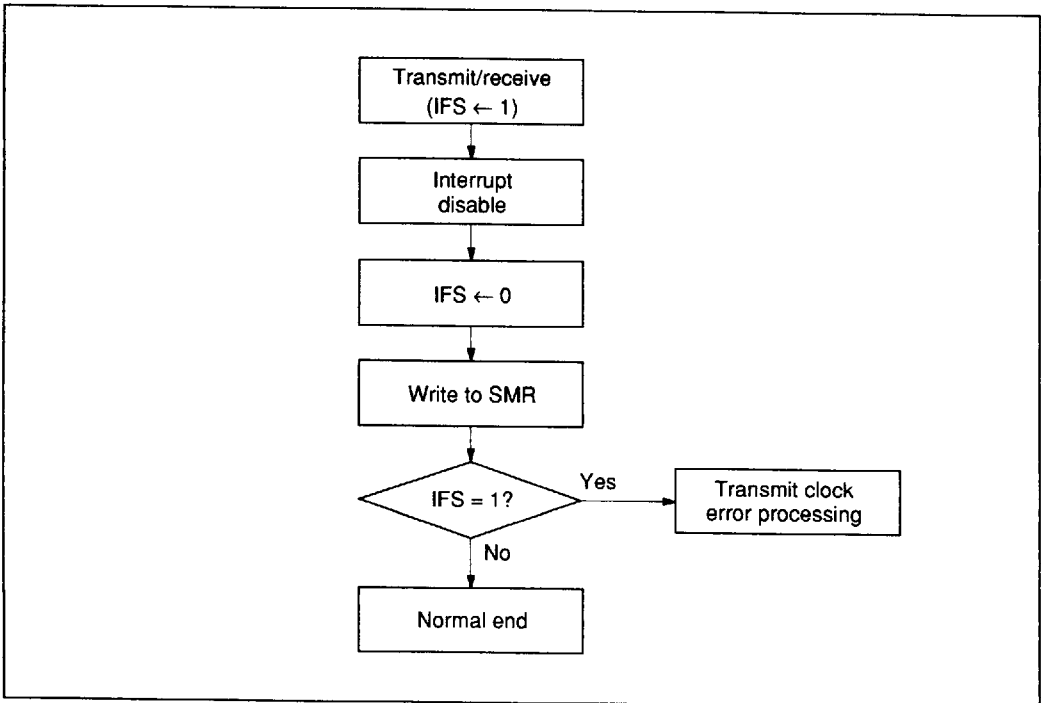 Transmit/receive
(IFS ← 1)
Interrupt
disable
IFS ← 0
Write to SMR
IFS = 1?
Yes
Transmit clock
error processing
No
Normal end